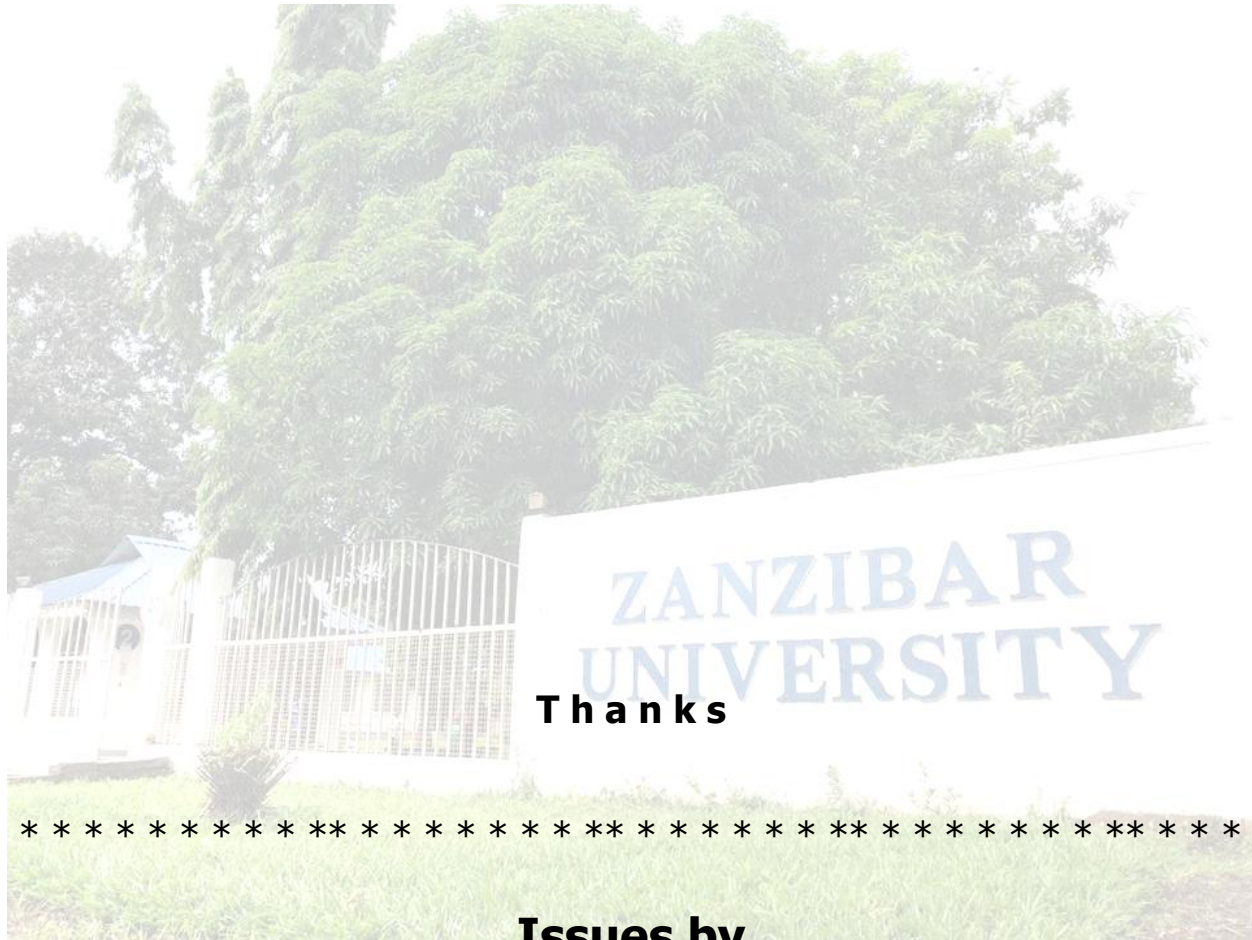 ZANZIBAR
UNIVERSITY
T h a n k s
* * * * * * * * * ** * * * * * * * ** * * * * * * ** * * * * * * * ** * * * *
Issues by